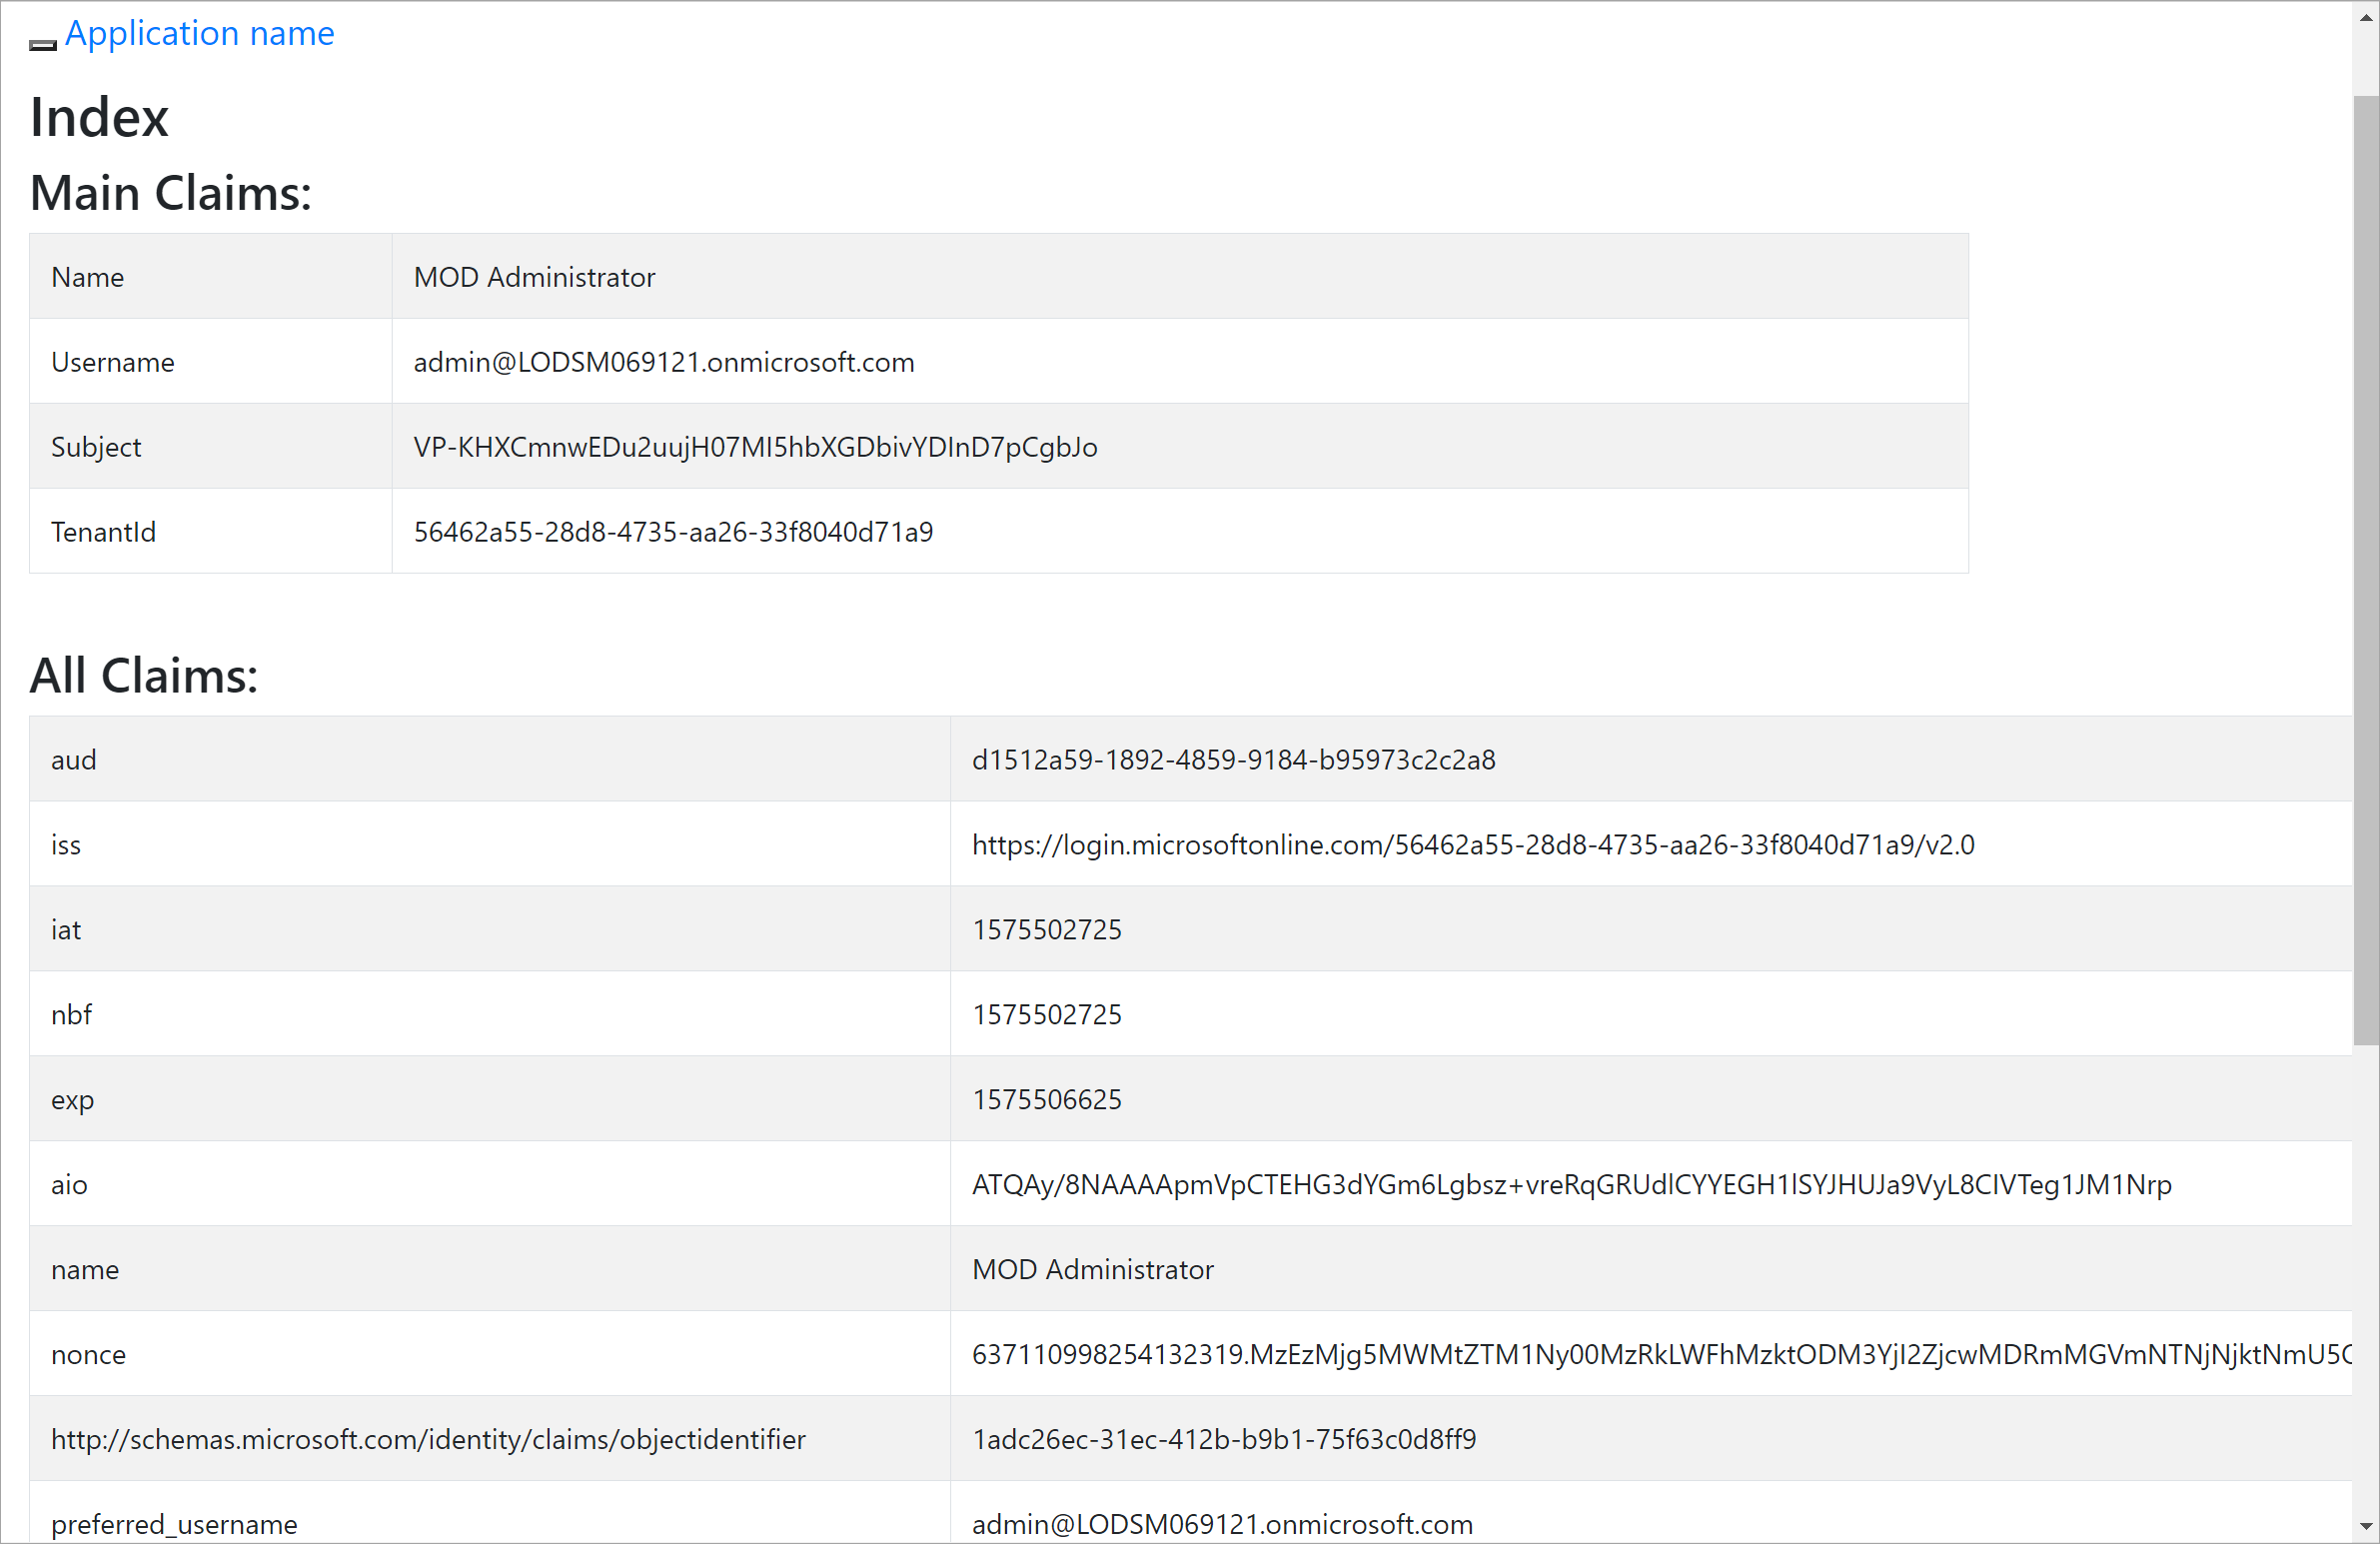 Application name
Index
Main Claims:
Name MOD Administrator
Username admin@LODSM069121.onmicrosoft.com
Subject VP-KHXCmnwEDu2uujH07MI5hbXGDbivYDInD7pCgbJo
TenantId 56462a55-28d8-4735-aa26-33f8040d71a9
All Claims:
aud d1512a59-1892-4859-9184-b95973c2c2a8
iss https://login.microsoftonline.com/56462a55-28d8-4735-aa26-33f8040d71a9/v2.0
iat 1575502725
nbf 1575502725
exp 1575506625
aio ATQAy/8NAAAApmVpCTEHG3dYGm6Lgbsz+vreRqGRUdlCYYEGH1lSYJHUJa9VyL8CIVTeg1JM1Nrp
name MOD Administrator
nonce 637110998254132319.MzEzMjg5MWMtZTM1Ny00MzRkLWFhMzktODM3YjI2ZjcwMDRmMGVmNTNjNjktNmU5
http://schemas.microsoft.com/identity/claims/objectidentifier 1adc26ec-31ec-412b-b9b1-75f63c0d8ff9
preferred_username admin@LODSM069121.onmicrosoft.com